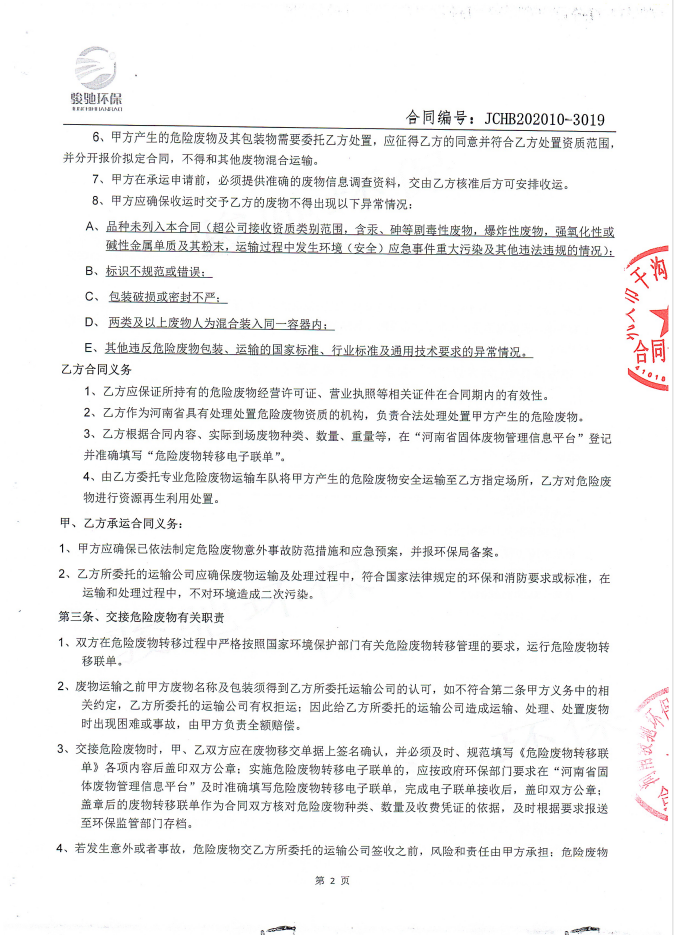 骏驰环保
JUNCHIHUANBAO
合同编号：JCHB202010-3019
6、甲方产生的危险废物及其包装物需要委托乙方处置，应征得乙方的同意并符合乙方处置资质范围，
并分开报价拟定合同，不得和其他废物混合运输。
7、甲方在承运申请前，必须提供准确的废物信息调查资料，交由乙方核准后方可安排收运。
8、甲方应确保收运时交予乙方的废物不得出现以下异常情况：
A、品种未列入本合同（超公司接收资质类别范围，含汞、砷等剧毒性废物，爆炸性废物，强氧化性或
碱性金属单质及其粉末，运输过程中发生环境（安全）应急事件重大污染及其他违法违规的情况）；
B、标识不规范或错误；
C、包装破损或密封不严；
D、两类及以上废物人为混合装入同一容器内；
E、其他违反危险废物包装、运输的国家标准、行业标准及通用技术要求的异常情况。
乙方合同义务
1、乙方应保证所持有的危险废物经营许可证、营业执照等相关证件在合同期内的有效性。
2、乙方作为河南省具有处理处置危险废物资质的机构，负责合法处理处置甲方产生的危险废物。
3、乙方根据合同内容、实际到场废物种类、数量、重量等，在“河南省固体废物管理信息平台”登记
并准确填写“危险废物转移电子联单”。
4、由乙方委托专业危险废物运输车队将甲方产生的危险废物安全运输至乙方指定场所，乙方对危险废
物进行资源再生利用处置。
甲、乙方承运合同义务：
1、甲方应确保已依法制定危险废物意外事故防范措施和应急预案，并报环保局备案。
2、乙方所委托的运输公司应确保废物运输及处理过程中，符合国家法律规定的环保和消防要求或标准，在
运输和处理过程中，不对环境造成二次污染。
第三条、交接危险废物有关职责
1、双方在危险废物转移过程中严格按照国家环境保护部门有关危险废物转移管理的要求，运行危险废物转
移联单。
2、废物运输之前甲方废物名称及包装须得到乙方所委托运输公司的认可，如不符合第二条甲方义务中的相
关约定，乙方所委托的运输公司有权拒运；因此给乙方所委托的运输公司造成运输、处理、处置废物
时出现困难或事故，由甲方负责全额赔偿。
3、交接危险废物时，甲、乙双方应在废物移交单据上签名确认，并必须及时、规范填写《危险废物转移联
单》各项内容后盖印双方公章；实施危险废物转移电子联单的，应按政府环保部门要求在“河南省固
体废物管理信息平台”及时准确填写危险废物转移电子联单，完成电子联单接收后，盖印双方公章；
盖章后的废物转移联单作为合同双方核对危险废物种类、数量及收费凭证的依据，及时根据要求报送
至环保监管部门存档。
4、若发生意外或者事故，危险废物交乙方所委托的运输公司签收之前，风险和责任由甲方承担；危险废物
第 2 页
干沟
合同
41018